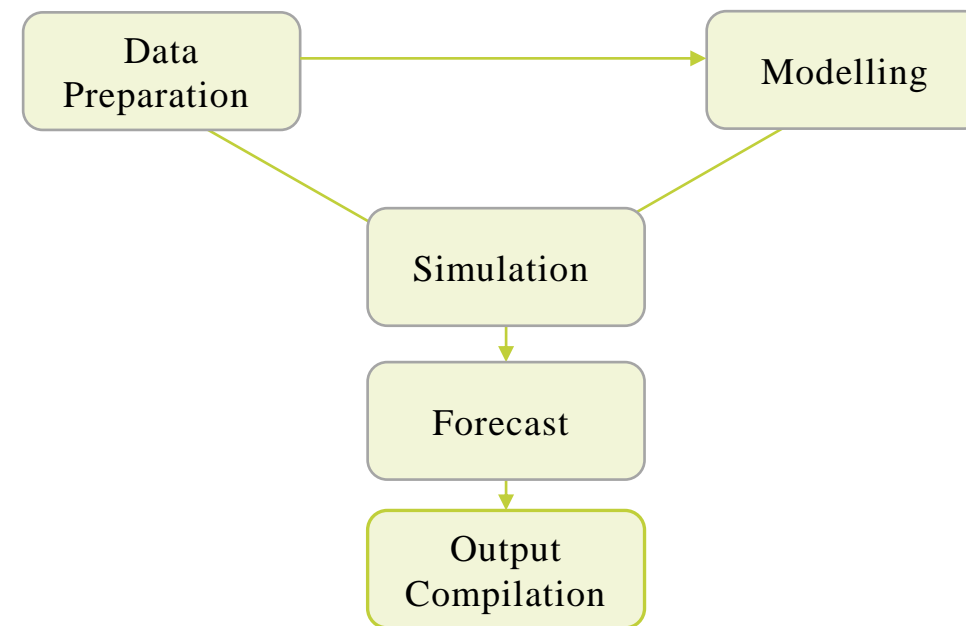 Data
Preparation
Modelling
Simulation
Forecast
Output
Compilation